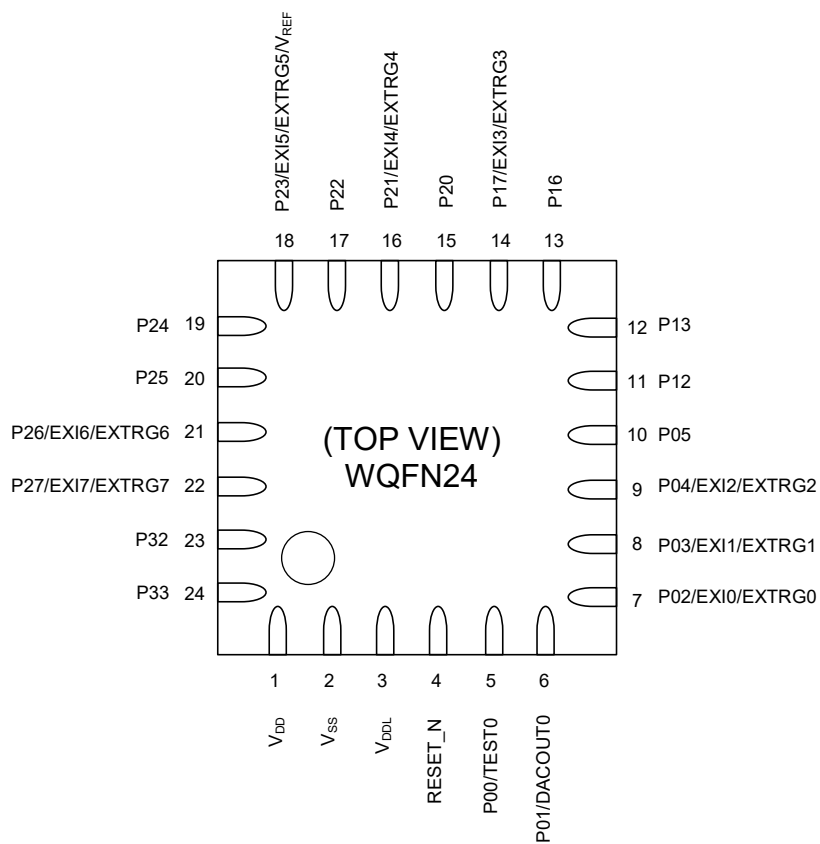 P23/EXI5/EXTRG5/VREF
P22
P21/EXI4/EXTRG4
P20
P17/EXI3/EXTRG3
P16
18 17 16 15 14 13
P24 19
P25 20
P26/EXI6/EXTRG6 21
P27/EXI7/EXTRG7 22
P32 23
P33 24
(TOP VIEW)
WQFN24
12 P13
11 P12
10 P05
9 P04/EXI2/EXTRG2
8 P03/EXI1/EXTRG1
7 P02/EXI0/EXTRG0
1 2 3 4 5 6
VDD
VSS
VDDL
RESET_N
P00/TEST0
P01/DACOUT0